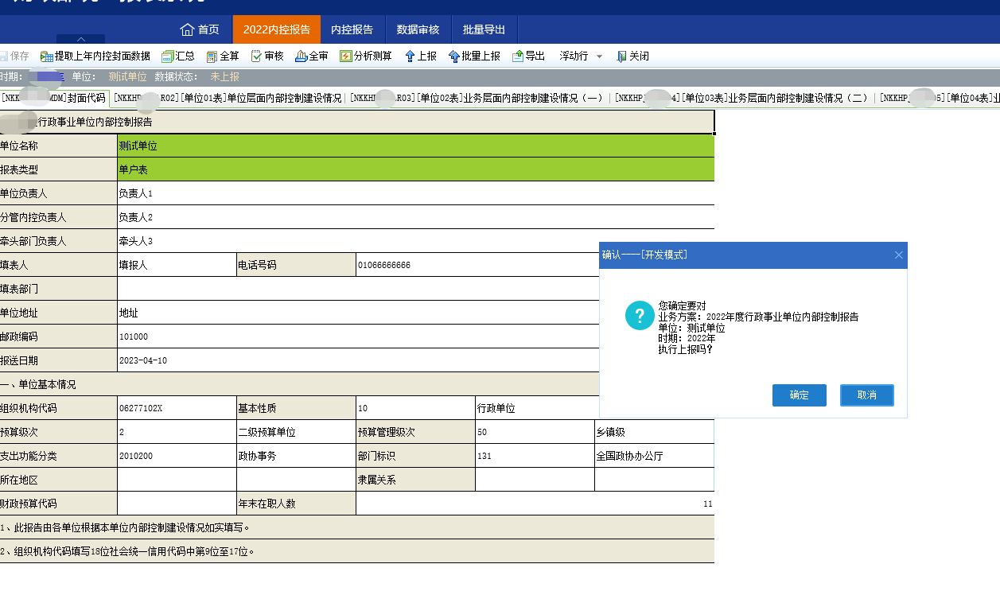 首页 2022内控报告 内控报告 数据审核 批量导出
保存 提取上年内控封面数据 汇总 全算 审核 全审 分析测算 上报 批量上报 导出 浮动行 关闭
时期: 单位: 测试单位 数据状态: 未上报
[NKK MDM]封面代码 [NKKHP R02][单位01表]单位层面内部控制建设情况 [NKKH R03][单位02表]业务层面内部控制建设情况（一） [NKKHP 4][单位03表]业务层面内部控制建设情况（二） [NKKHP 05][单位04表]
行政事业单位内部控制报告
单位名称 测试单位
报表类型 单户表
单位负责人 负责人1
分管内控负责人 负责人2
牵头部门负责人 牵头人3
填表人 填报人 电话号码 01066666666
填表部门
单位地址 地址
邮政编码 101000
报送日期 2023-04-10
一、单位基本情况
组织机构代码 06277102X 基本性质 10 行政单位
预算级次 2 二级预算单位 预算管理级次 50 乡镇级
支出功能分类 2010200 政协事务 部门标识 131 全国政协办公厅
所在地区 隶属关系
财政预算代码 年末在职人数 11
1、此报告由各单位根据本单位内部控制建设情况如实填写。
2、组织机构代码填写18位社会统一信用代码中第9位至17位。
确认----[开发模式]
您确定要对
业务方案: 2022年度行政事业单位内部控制报告
单位: 测试单位
时期: 2022年
执行上报吗?
确定 取消